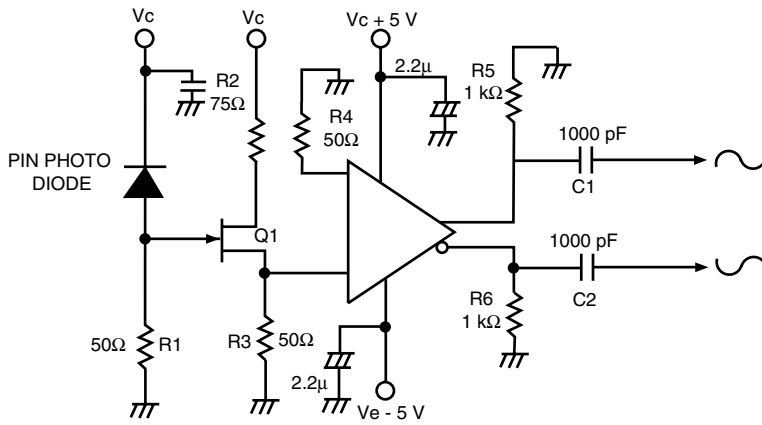 Vc
Vc
Vc + 5 V
R2
75Ω
2.2μ
R4
50Ω
R5
1 kΩ
PIN PHOTO
DIODE
1000 pF
C1
Q1
1000 pF
C2
50Ω
R1
R3
50Ω
2.2μ
R6
1 kΩ
Ve - 5 V